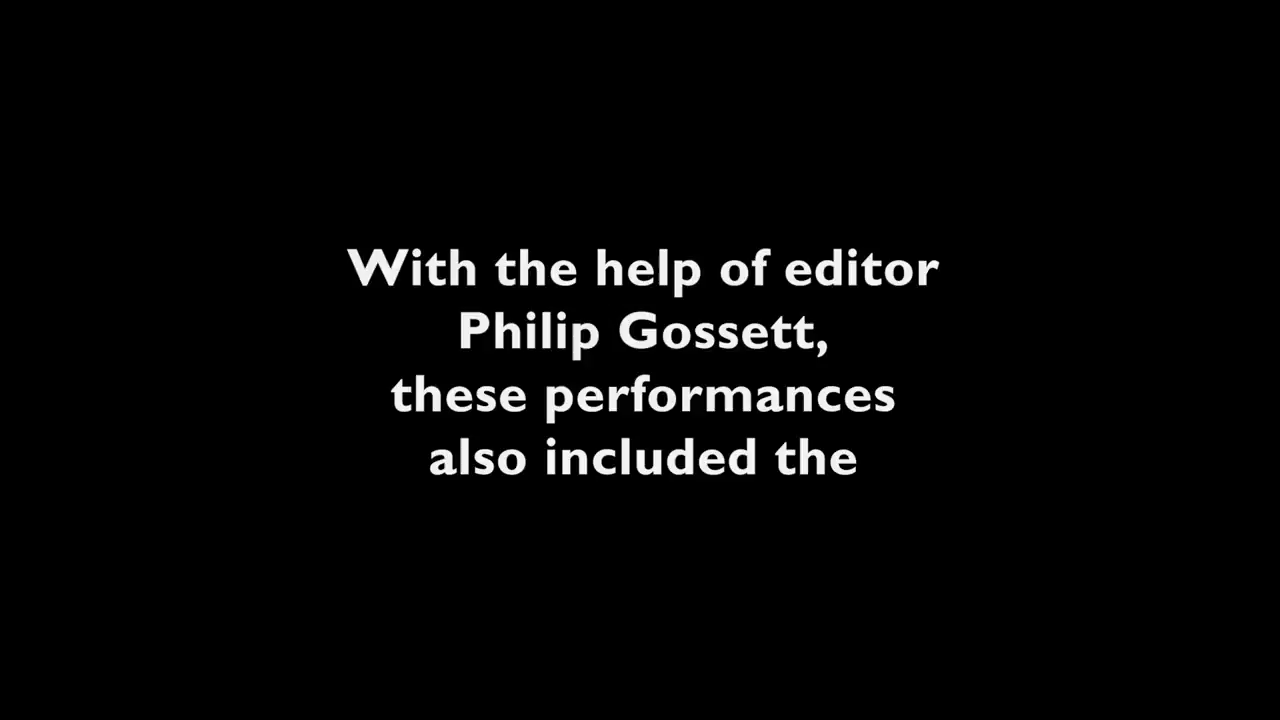 With the help of editor
Philip Gossett,
these performances
also included the